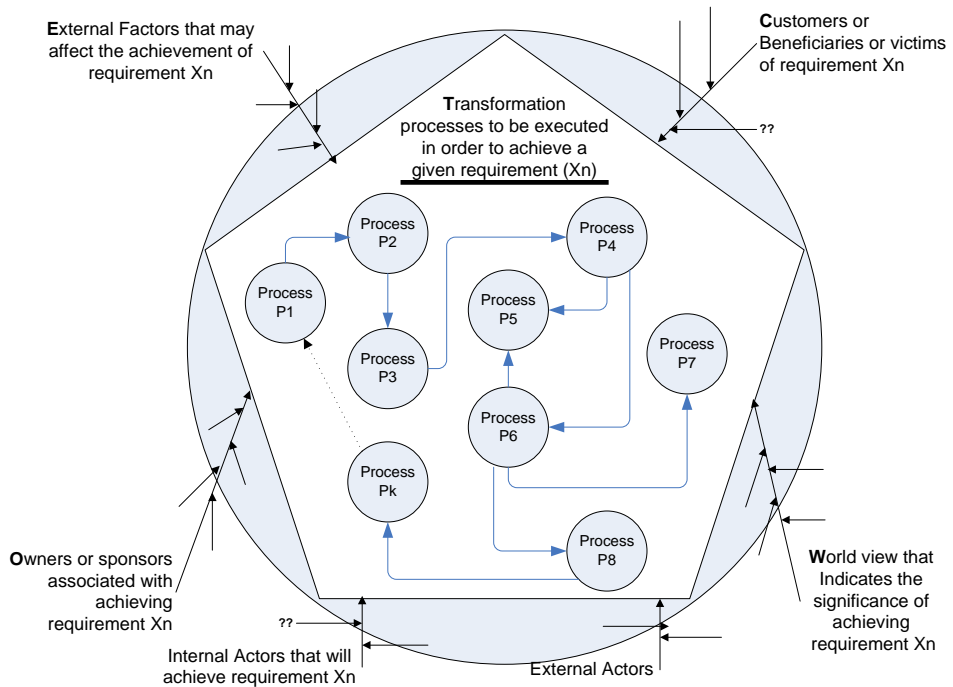 External Factors that may
affect the achievement of
requirement Xn
Customers or
Beneficiaries or victims
of requirement Xn
??
Transformation
processes to be executed
in order to achieve a
given requirement (Xn)
Process
P2
Process
P4
Process
P1
Process
P5
Process
P3
Process
P7
Process
P6
Process
Pk
Process
P8
Owners or sponsors
associated with
achieving
requirement Xn
World view that
Indicates the
significance of
achieving
requirement Xn
??
Internal Actors that will
achieve requirement Xn
External Actors